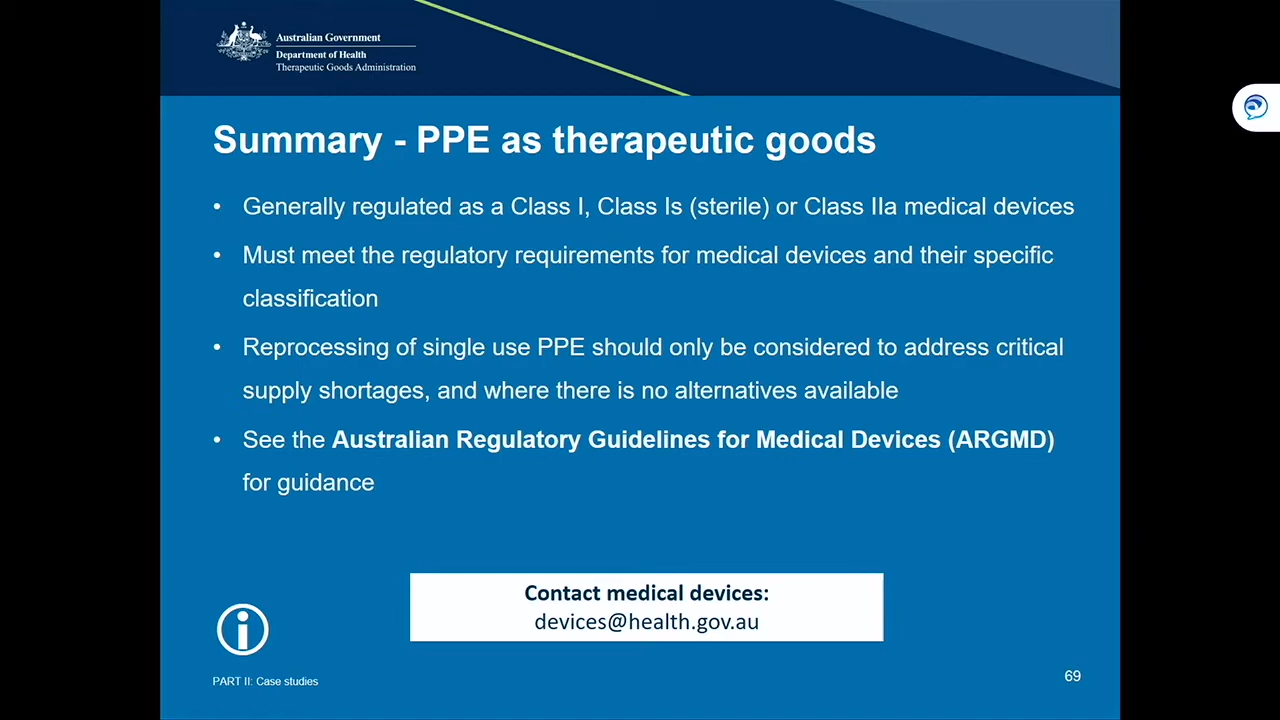 Australian Government
Department of Health
Therapeutic Goods Administration
Summary - PPE as therapeutic goods
• Generally regulated as a Class I, Class Is (sterile) or Class IIa medical devices
• Must meet the regulatory requirements for medical devices and their specific
classification
• Reprocessing of single use PPE should only be considered to address critical
supply shortages, and where there is no alternatives available
• See the Australian Regulatory Guidelines for Medical Devices (ARGMD)
for guidance
Contact medical devices:
devices@health.gov.au
PART II: Case studies
69